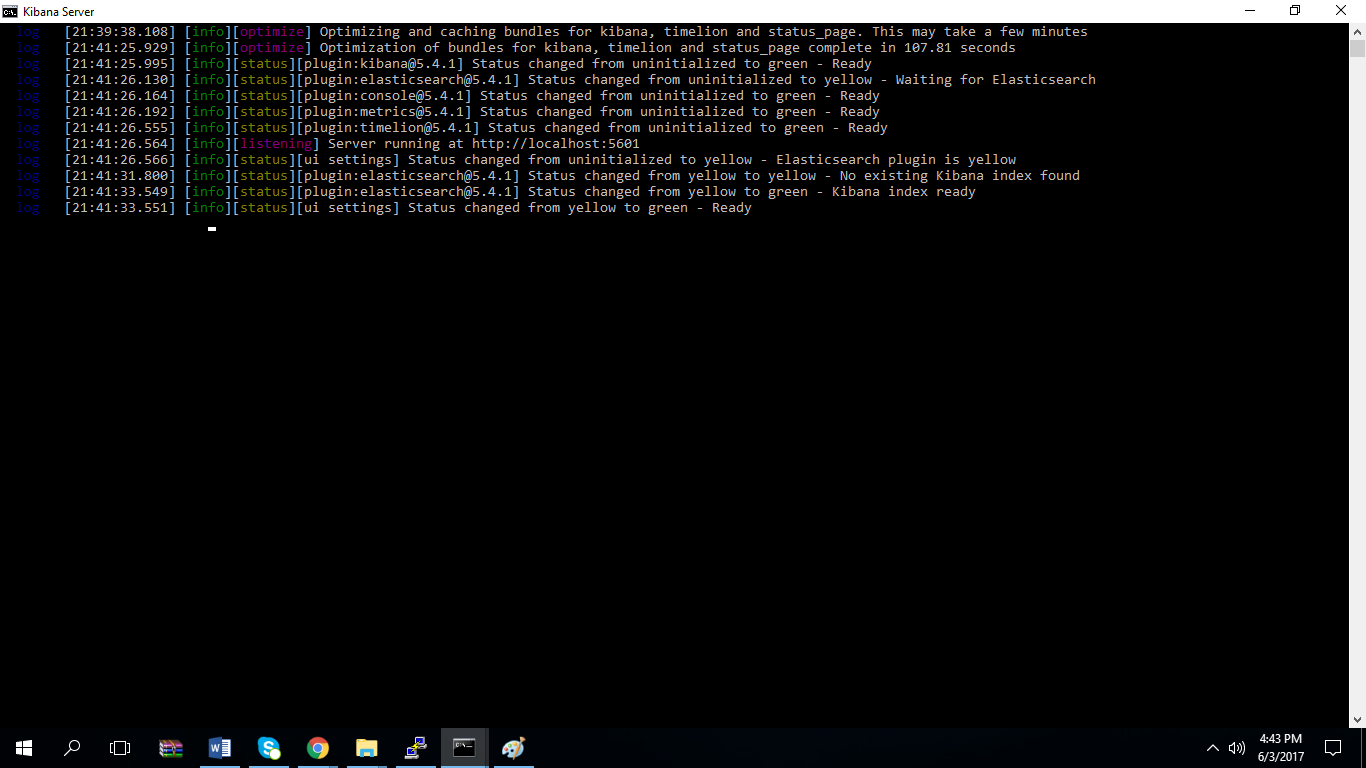 Kibana Server
log [21:39:38.108] [info][optimize] Optimizing and caching bundles for kibana, timelion and status_page. This may take a few minutes
log [21:41:25.929] [info][optimize] Optimization of bundles for kibana, timelion and status_page complete in 107.81 seconds
log [21:41:25.995] [info][status][plugin:kibana@5.4.1] Status changed from uninitialized to green - Ready
log [21:41:26.130] [info][status][plugin:elasticsearch@5.4.1] Status changed from uninitialized to yellow - Waiting for Elasticsearch
log [21:41:26.164] [info][status][plugin:console@5.4.1] Status changed from uninitialized to green - Ready
log [21:41:26.192] [info][status][plugin:metrics@5.4.1] Status changed from uninitialized to green - Ready
log [21:41:26.555] [info][status][plugin:timelion@5.4.1] Status changed from uninitialized to green - Ready
log [21:41:26.564] [info][listening] Server running at http://localhost:5601
log [21:41:26.566] [info][status][ui settings] Status changed from uninitialized to yellow - Elasticsearch plugin is yellow
log [21:41:31.800] [info][status][plugin:elasticsearch@5.4.1] Status changed from yellow to yellow - No existing Kibana index found
log [21:41:33.549] [info][status][plugin:elasticsearch@5.4.1] Status changed from yellow to green - Kibana index ready
log [21:41:33.551] [info][status][ui settings] Status changed from yellow to green - Ready
4:43 PM
6/3/2017